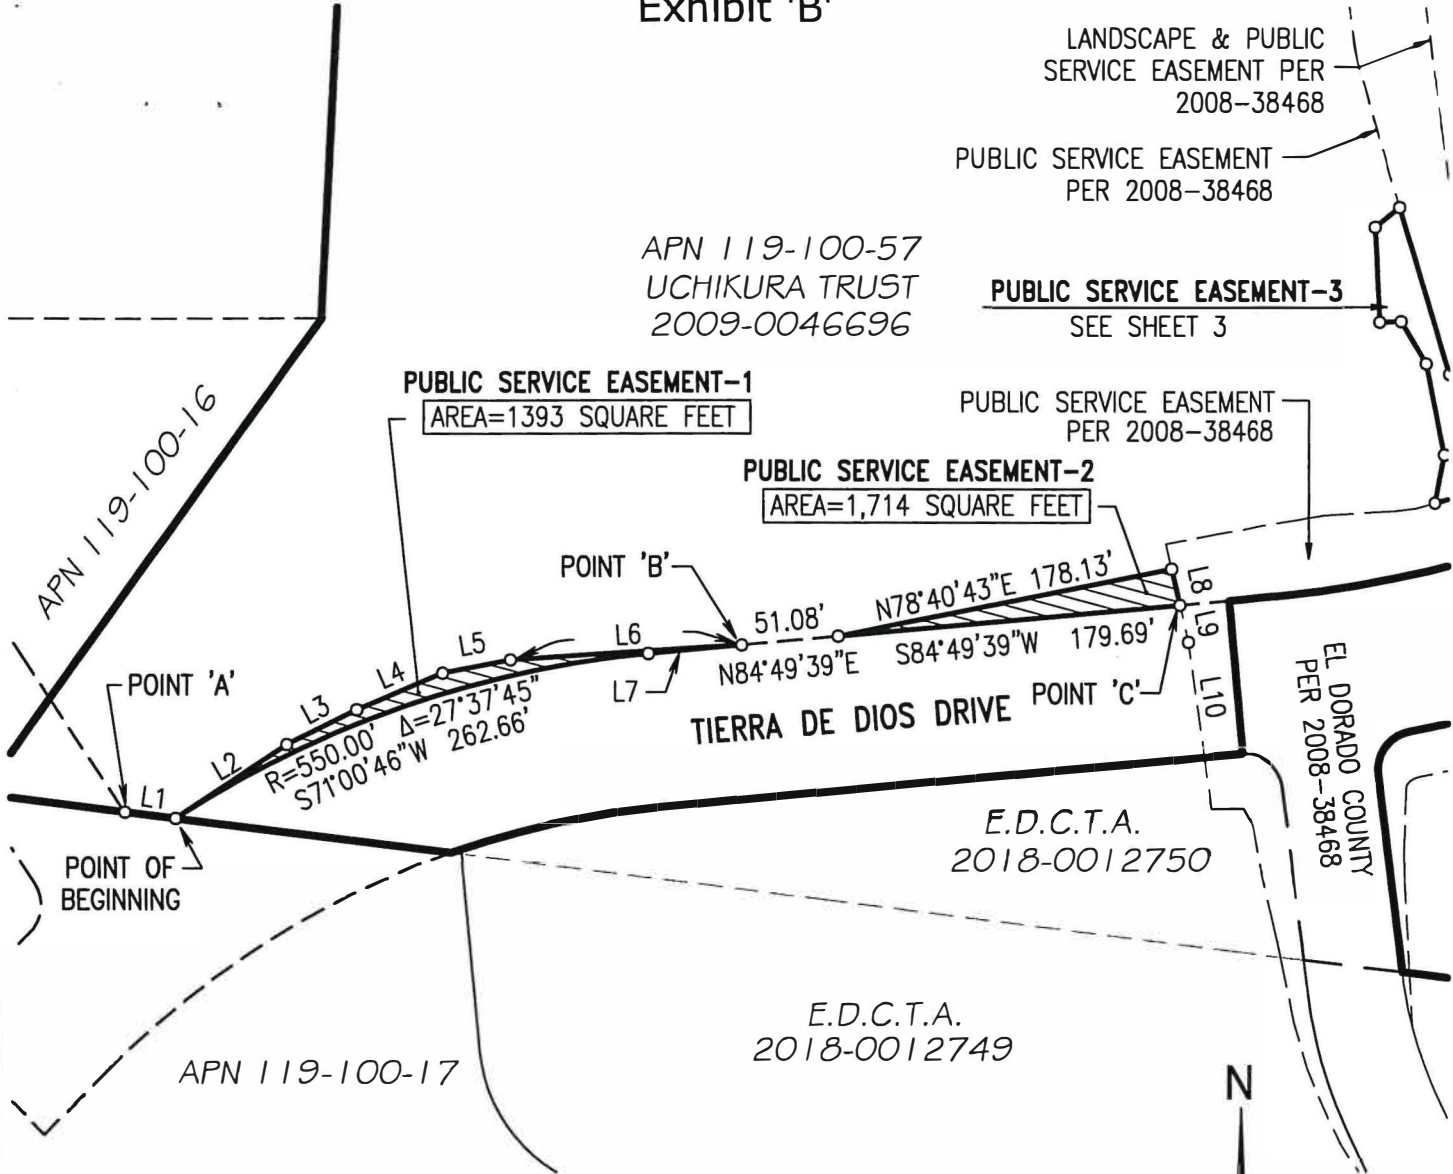 Exhibit 'B'
LANDSCAPE & PUBLIC
SERVICE EASEMENT PER
2008-38468
PUBLIC SERVICE EASEMENT
PER 2008-38468
APN 119-100-57
UCHIKURA TRUST
2009-0046696
PUBLIC SERVICE EASEMENT-3
SEE SHEET 3
PUBLIC SERVICE EASEMENT-1
AREA=1393 SQUARE FEET
PUBLIC SERVICE EASEMENT
PER 2008-38468
APN 119-100-16
PUBLIC SERVICE EASEMENT-2
AREA=1,714 SQUARE FEET
POINT 'B'
51.08'
N78°40'43"E 178.13'
L8
L5
L6
L9
N84°49'39"E
S84°49'39"W 179.69'
POINT 'A'
L4
L3
L7
POINT 'C'
L10
TIERRA DE DIOS DRIVE
EL DORADO COUNTY
PER 2008-38468
L2
R=550.00' Δ=27°37'45"
S71°00'46"W 262.66'
L1
POINT OF
BEGINNING
E.D.C.T.A.
2018-0012750
E.D.C.T.A.
2018-0012749
APN 119-100-17
N